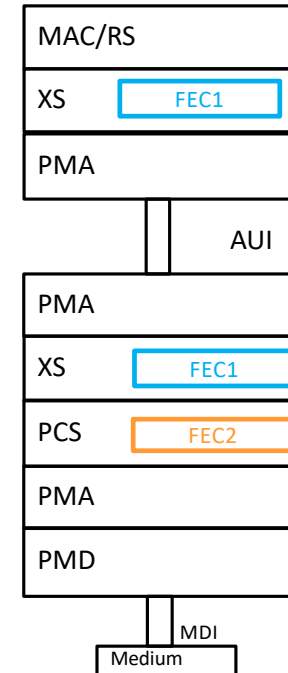 MAC/RS
XS FEC1
PMA
AUI
PMA
XS FEC1
PCS FEC2
PMA
PMD
MDI
Medium